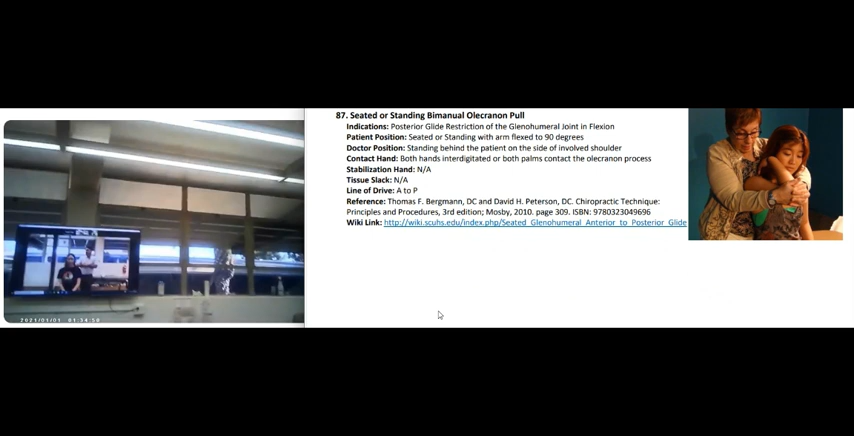 87. Seated or Standing Bimanual Olecranon Pull
Indications: Posterior Glide Restriction of the Glenohumeral Joint in Flexion
Patient Position: Seated or Standing with arm flexed to 90 degrees
Doctor Position: Standing behind the patient on the side of involved shoulder
Contact Hand: Both hands interdigitated or both palms contact the olecranon process
Stabilization Hand: N/A
Tissue Slack: N/A
Line of Drive: A to P
Reference: Thomas F. Bergmann, DC and David H. Peterson, DC. Chiropractic Technique:
Principles and Procedures, 3rd edition; Mosby, 2010. page 309. ISBN: 9780323049696
Wiki Link: http://wiki.scuhs.edu/index.php/Seated_Glenohumeral_Anterior_to_Posterior_Glide
2021/01/01 01:34:50